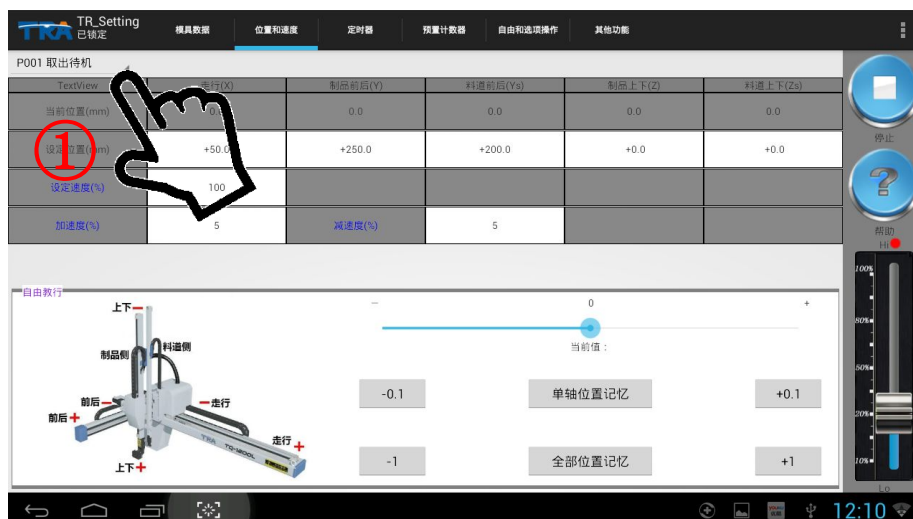 TRA
TR_Setting
已锁定
模具数据 位置和速度 定时器 预置计数器 自由和选项操作 其他功能
P001 取出待机
TextView 走行(X) 制品前后(Y) 料道前后(Ys) 制品上下(Z) 料道上下(Zs)
当前位置(mm) 0.0 0.0 0.0 0.0
设定位置(mm) +50.0 +250.0 +200.0 +0.0 +0.0
①
设定速度(%) 100
加速度(%) 5 减速度(%) 5
停止
帮助
Hi
100%
80%
50%
20%
10%
Lo
自由教行
上下−
制品侧
料道侧
前后−
−走行
前后+
走行+
上下+
TRA TQ-1200L
− 0 +
当前值：
-0.1 单轴位置记忆 +0.1
-1 全部位置记忆 +1
12:10